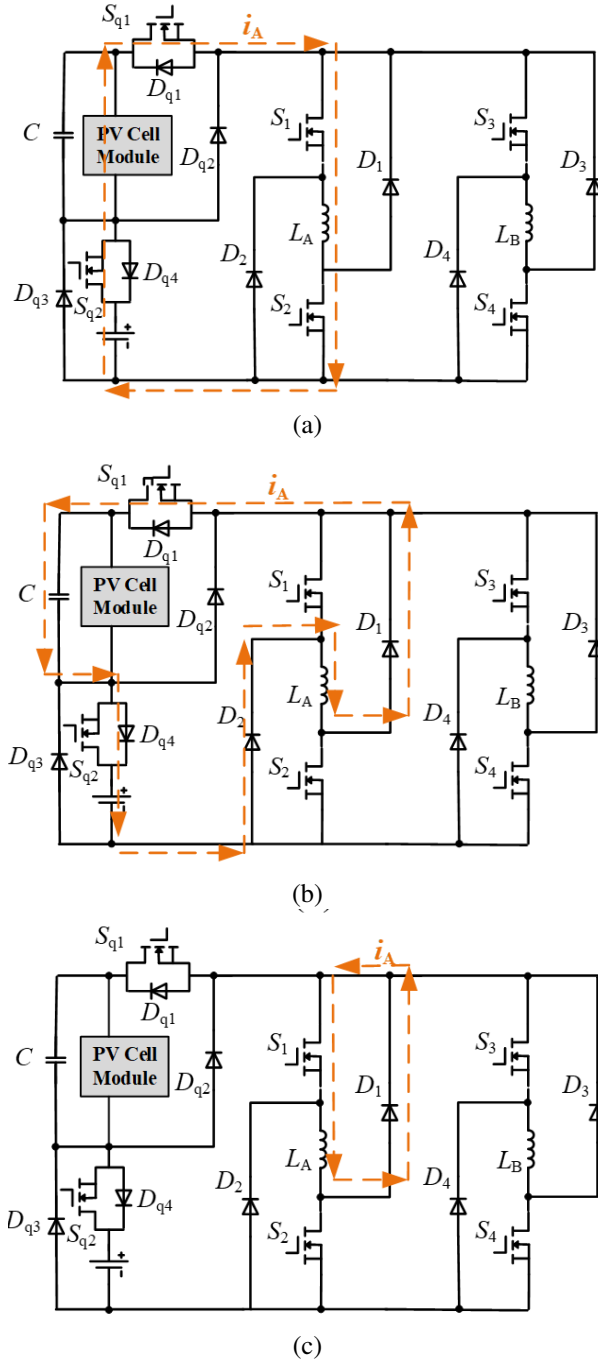 S_q1
i_A
D_q1
S_1
S_3
C
PV Cell
Module
D_q2
D_1
D_3
L_A
L_B
D_2
D_4
D_q4
D_q3
S_q2
S_2
S_4
+
(a)
S_q1
i_A
D_q1
S_1
S_3
C
PV Cell
Module
D_q2
D_1
D_3
L_A
L_B
D_2
D_4
D_q4
D_q3
S_q2
S_2
S_4
+
(b)
S_q1
i_A
D_q1
S_1
S_3
C
PV Cell
Module
D_q2
D_1
D_3
L_A
L_B
D_2
D_4
D_q4
D_q3
S_q2
S_2
S_4
+
(c)